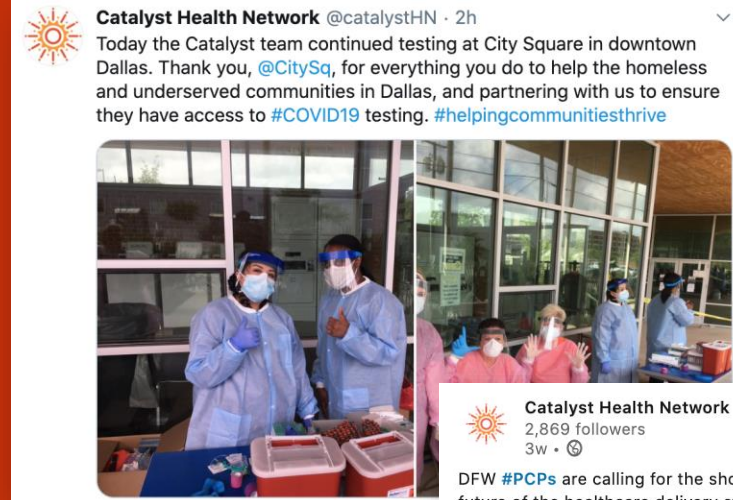 Catalyst Health Network @catalystHN · 2h
Today the Catalyst team continued testing at City Square in downtown
Dallas. Thank you, @CitySq, for everything you do to help the homeless
and underserved communities in Dallas, and partnering with us to ensure
they have access to #COVID19 testing. #helpingcommunitiesthrive
Catalyst Health Network
2,869 followers
3w •
DFW #PCPs are calling for the